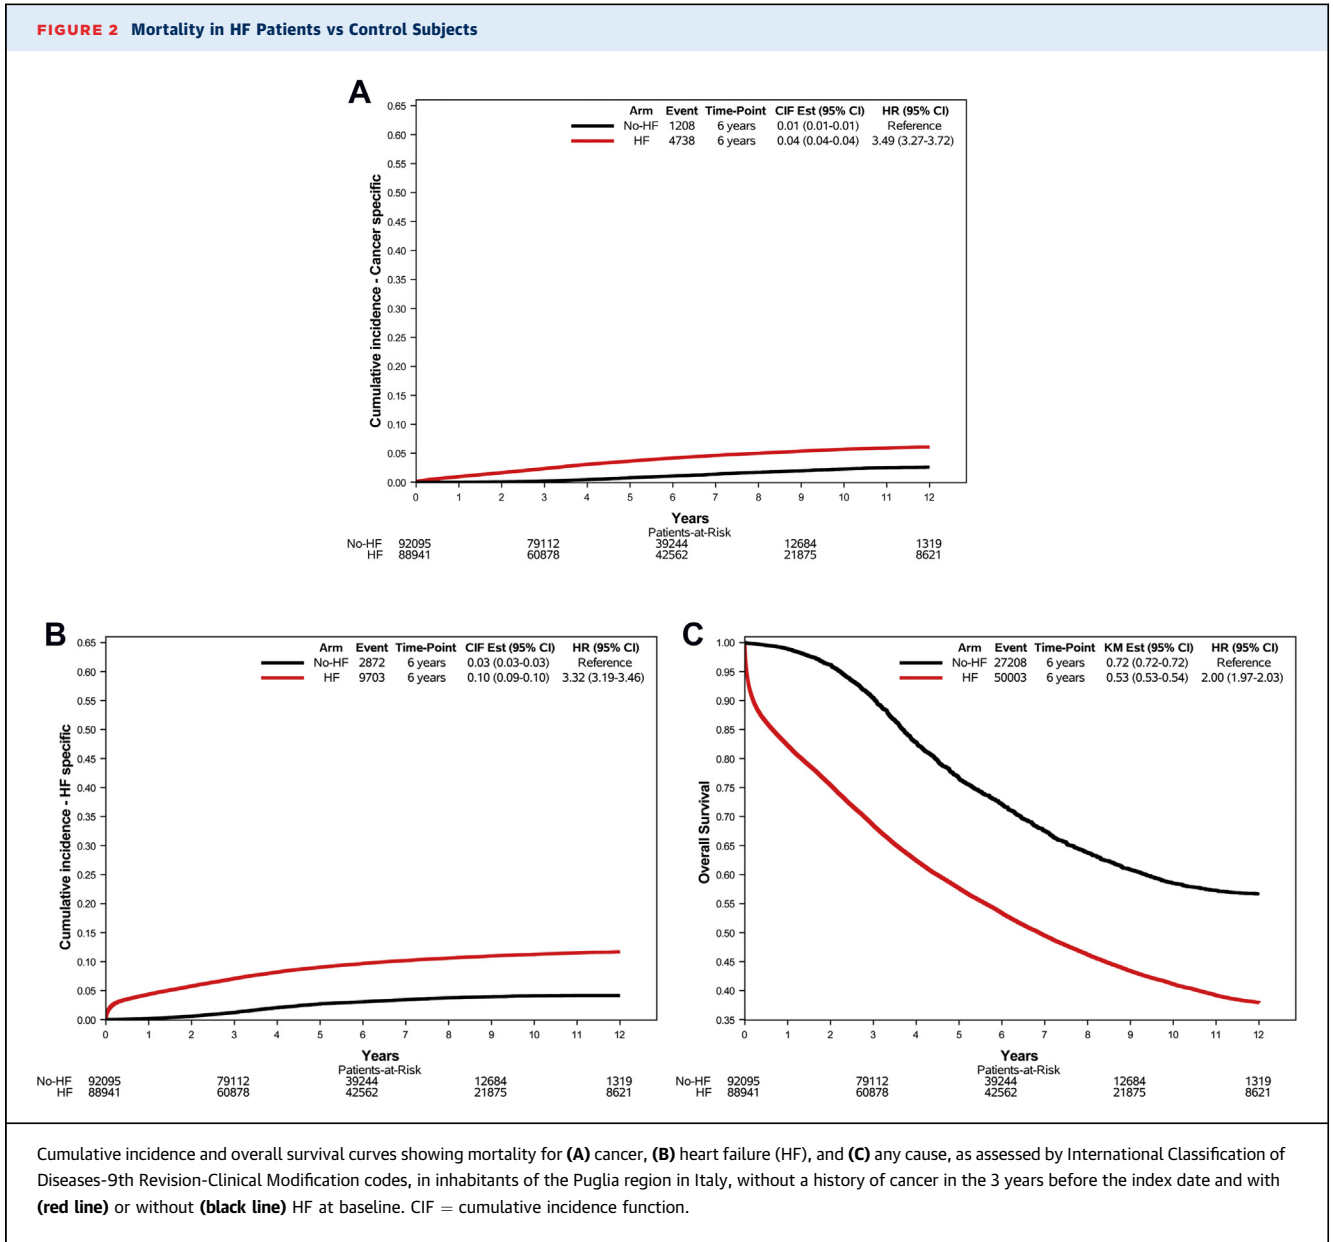 FIGURE 2 Mortality in HF Patients vs Control Subjects
A
Arm Event Time-Point CIF Est (95% CI) HR (95% CI)
No-HF 1208 6 years 0.01 (0.01-0.01) Reference
HF 4738 6 years 0.04 (0.04-0.04) 3.49 (3.27-3.72)
Cumulative incidence - Cancer specific
0.65
0.60
0.55
0.50
0.45
0.40
0.35
0.30
0.25
0.20
0.15
0.10
0.05
0.00
0 1 2 3 4 5 6 7 8 9 10 11 12
Years
Patients-at-Risk
No-HF 92095 79112 39244 12684 1319
HF 88941 60878 42562 21875 8621
B
Arm Event Time-Point CIF Est (95% CI) HR (95% CI)
No-HF 2872 6 years 0.03 (0.03-0.03) Reference
HF 9703 6 years 0.10 (0.09-0.10) 3.32 (3.19-3.46)
Cumulative incidence - HF specific
0.65
0.60
0.55
0.50
0.45
0.40
0.35
0.30
0.25
0.20
0.15
0.10
0.05
0.00
0 1 2 3 4 5 6 7 8 9 10 11 12
Years
Patients-at-Risk
No-HF 92095 79112 39244 12684 1319
HF 88941 60878 42562 21875 8621
C
Arm Event Time-Point KM Est (95% CI) HR (95% CI)
No-HF 27208 6 years 0.72 (0.72-0.72) Reference
HF 50003 6 years 0.53 (0.53-0.54) 2.00 (1.97-2.03)
Overall Survival
1.00
0.95
0.90
0.85
0.80
0.75
0.70
0.65
0.60
0.55
0.50
0.45
0.40
0.35
0 1 2 3 4 5 6 7 8 9 10 11 12
Years
Patients-at-Risk
No-HF 92095 79112 39244 12684 1319
HF 88941 60878 42562 21875 8621
Cumulative incidence and overall survival curves showing mortality for (A) cancer, (B) heart failure (HF), and (C) any cause, as assessed by International Classification of
Diseases-9th Revision-Clinical Modification codes, in inhabitants of the Puglia region in Italy, without a history of cancer in the 3 years before the index date and with
(red line) or without (black line) HF at baseline. CIF = cumulative incidence function.